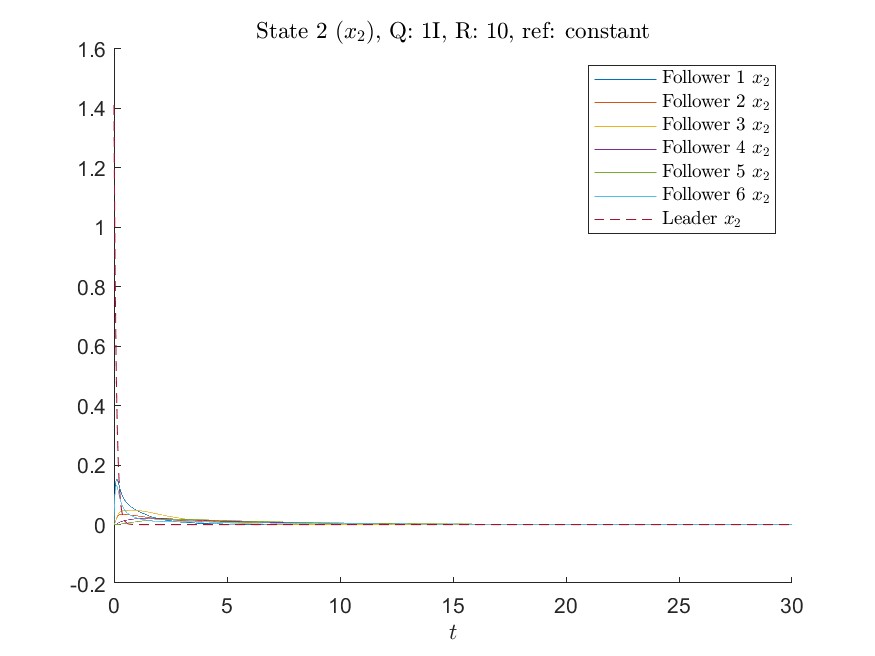 State 2 (x₂), Q: 1I, R: 10, ref: constant
1.6
1.4
1.2
1
0.8
0.6
0.4
0.2
0
-0.2
Follower 1 x₂
Follower 2 x₂
Follower 3 x₂
Follower 4 x₂
Follower 5 x₂
Follower 6 x₂
Leader x₂
0 5 10 15 20 25 30
t